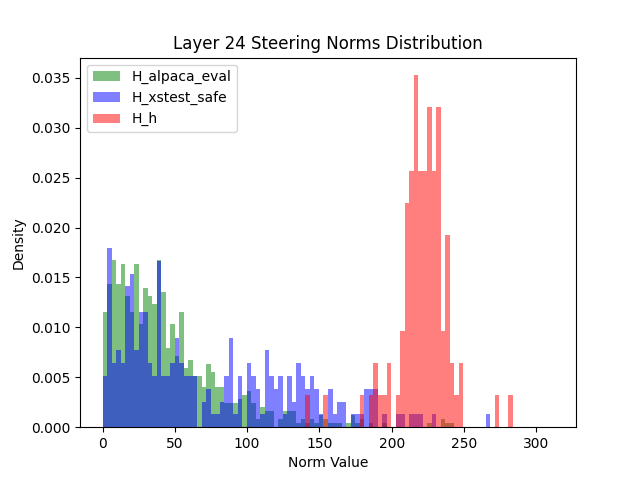 Layer 24 Steering Norms Distribution
H_alpaca_eval
H_xstest_safe
H_h
0.035
0.030
0.025
0.020
0.015
0.010
0.005
0.000
Density
0 50 100 150 200 250 300
Norm Value